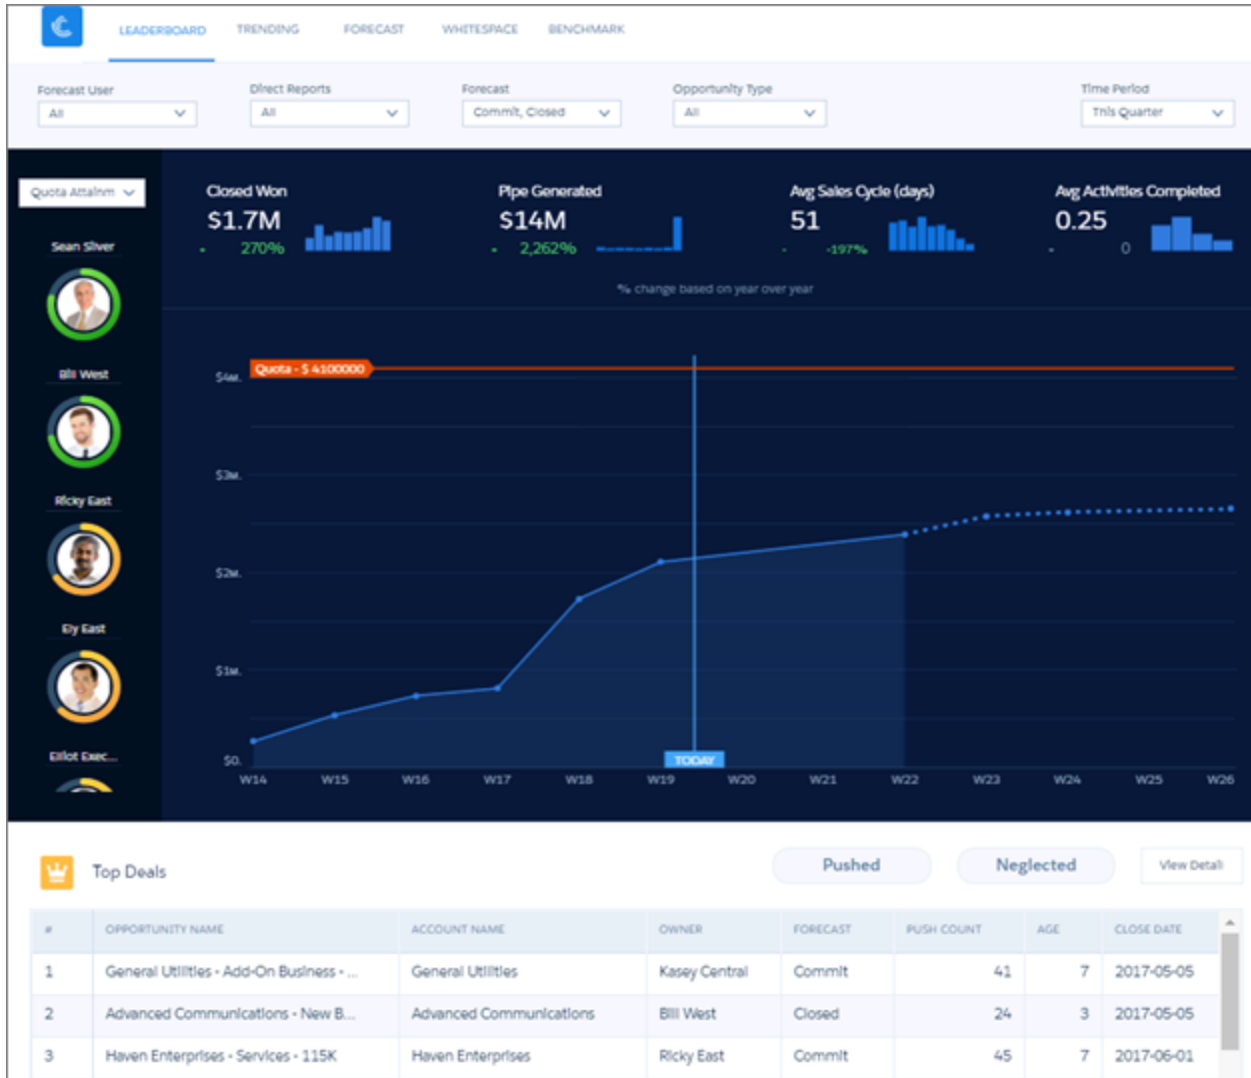 LEADERBOARD TRENDING FORECAST WHITESPACE BENCHMARK
Forecast User Direct Reports Forecast Opportunity Type Time Period
All All Commit, Closed All This Quarter
Quota Attainm
Closed Won Pipe Generated Avg Sales Cycle (days) Avg Activities Completed
$1.7M $14M 51 0.25
- 270% - 2,262% - -197% - 0
% change based on year over year
Sean Silver
Bill West
Ricky East
Ely East
Elliot Exec...
Quota - $ 4100000
$4M.
$3M.
$2M.
$1M.
$0.
TODAY
W14 W15 W16 W17 W18 W19 W20 W21 W22 W23 W24 W25 W26
Top Deals Pushed Neglected View Detail
# OPPORTUNITY NAME ACCOUNT NAME OWNER FORECAST PUSH COUNT AGE CLOSE DATE
1 General Utilities - Add-On Business - ... General Utilities Kasey Central Commit 41 7 2017-05-05
2 Advanced Communications - New B... Advanced Communications Bill West Closed 24 3 2017-05-05
3 Haven Enterprises - Services - 115K Haven Enterprises Ricky East Commit 45 7 2017-06-01